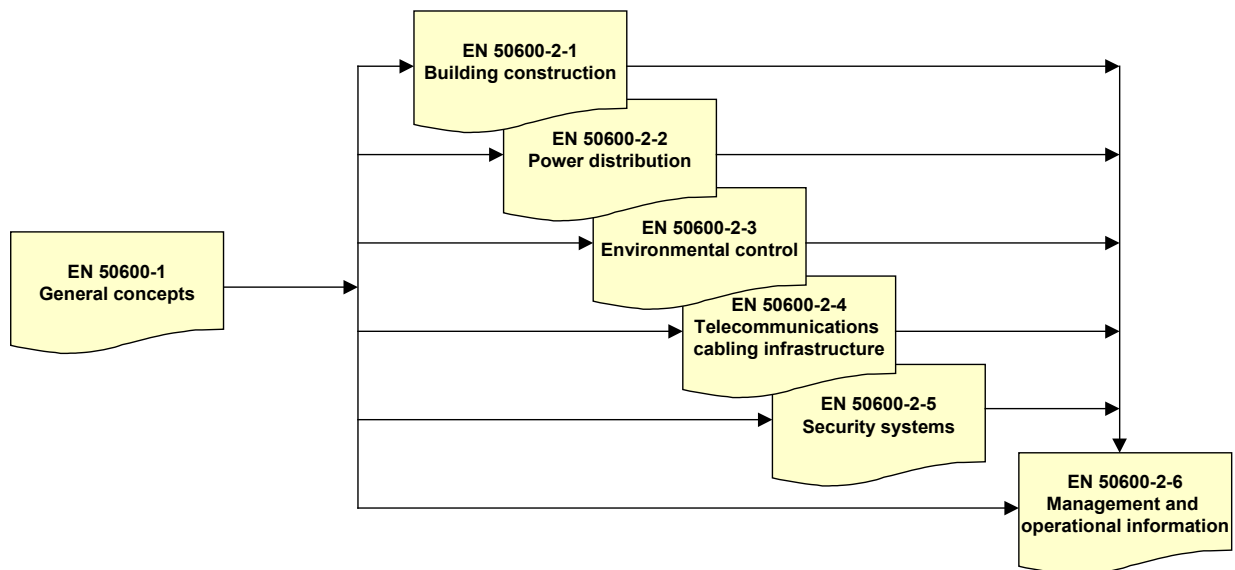 EN 50600-2-1
Building construction
EN 50600-2-2
Power distribution
EN 50600-2-3
Environmental control
EN 50600-1
General concepts
EN 50600-2-4
Telecommunications
cabling infrastructure
EN 50600-2-5
Security systems
EN 50600-2-6
Management and
operational information